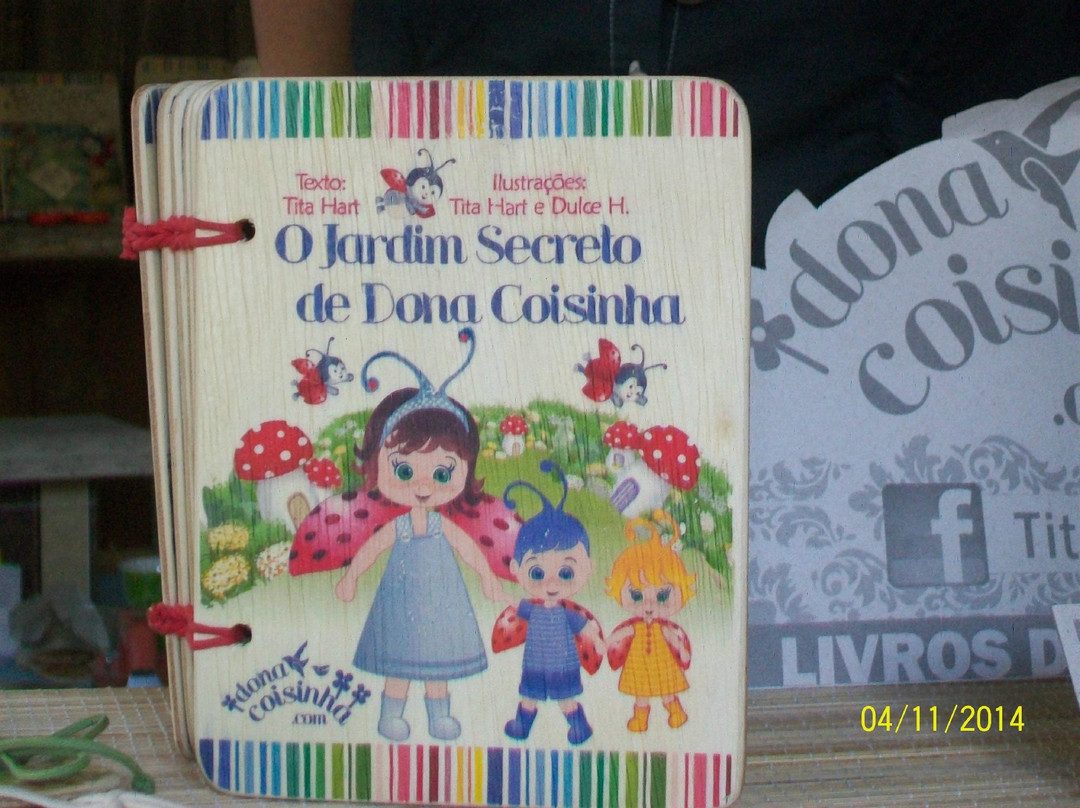 Texto:
Tita Hart
Ilustrações:
Tita Hart e Dulce H.
O Jardim Secreto
de Dona Coisinha
dona
coisinha
.com
dona
coisi
.c
f
Tit
LIVROS D
04/11/2014